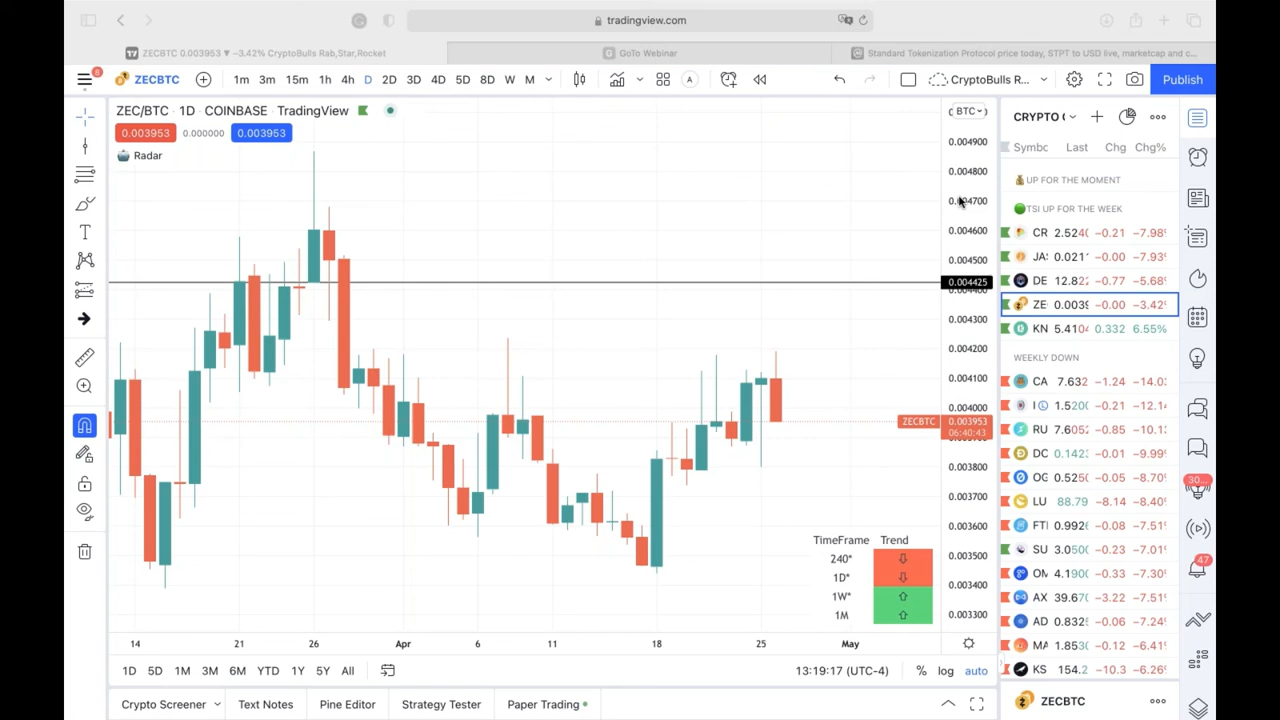 tradingview.com
ZECBTC 0.003953 ▼ −3.42% CryptoBulls Rab,Star,Rocket
GoTo Webinar
Standard Tokenization Protocol price today, STPT to USD live, marketcap and c...
8
ZECBTC
1m 3m 15m 1h 4h D 2D 3D 4D 5D 8D W M
A
CryptoBulls R...
Publish
ZEC/BTC 1D COINBASE TradingView
BTC
CRYPTO
0.003953 0.000000 0.003953
Radar
Symbc Last Chg Chg%
UP FOR THE MOMENT
TSI UP FOR THE WEEK
CR 2.524 −0.21 −7.98
JA 0.021 −0.00 −7.93
DE 12.82 −0.77 −5.68
ZE 0.003 −0.00 −3.42
KN 5.410 0.332 6.55%
WEEKLY DOWN
CA 7.632 −1.24 −14.0
I 1.520 −0.21 −12.1
RU 7.605 −0.85 −10.1
DC 0.142 −0.01 −9.99
OG 0.525 −0.05 −8.70
LU 88.79 −8.14 −8.40
FTI 0.992 −0.08 −7.51
SU 3.050 −0.23 −7.01
4.190 −0.33 −7.30
AX 39.67 −3.22 −7.51
AD 0.832 −0.06 −7.24
MA 1.853 −0.12 −6.41
KS 154.2 −10.3 −6.26
0.004900
0.004800
0.004700
0.004600
0.004500
0.004425
0.004300
0.004200
0.004100
0.004000
ZECBTC 0.003953
06:40:43
0.003800
0.003700
0.003600
0.003500
0.003400
0.003300
TimeFrame Trend
240*
1D*
1W*
1M
30...
47
14 21 26 Apr 6 11 18 25 May
1D 5D 1M 3M 6M YTD 1Y 5Y All
13:19:17 (UTC-4) % log auto
Crypto Screener Text Notes Pine Editor Strategy Tester Paper Trading
ZECBTC